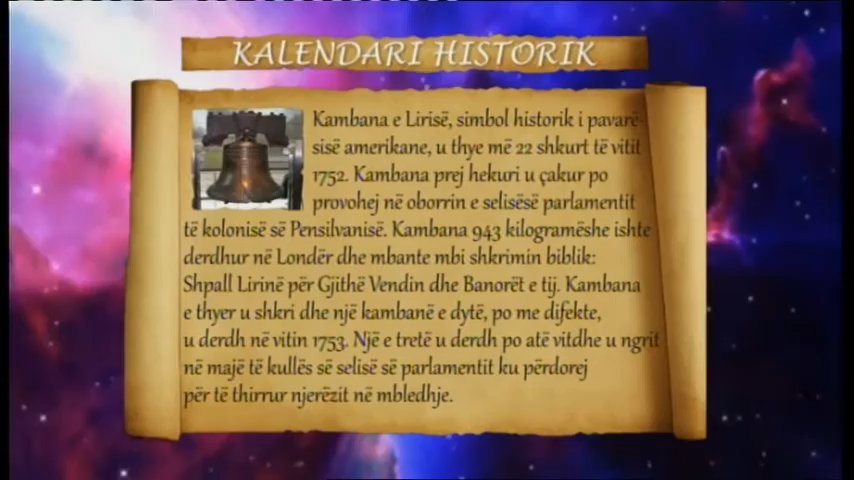 KALENDARI HISTORIK
Kambana e Lirisë, simbol historik i pavarë-
sisë amerikane, u thye më 22 shkurt të vitit
1752. Kambana prej hekuri u çakur po
provohej në oborrin e selisësë parlamentit
të kolonisë së Pensilvanisë. Kambana 943 kilogramëshe ishte
derdhur në Londër dhe mbante mbi shkrimin biblik:
Shpall Lirinë për Gjithë Vendin dhe Banorët e tij. Kambana
e thyer u shkri dhe një kambanë e dytë, po me difekte,
u derdh në vitin 1753. Një e tretë u derdh po atë vitdhe u ngrit
në majë të kullës së selisë së parlamentit ku përdorej
për të thirrur njerëzit në mbledhje.